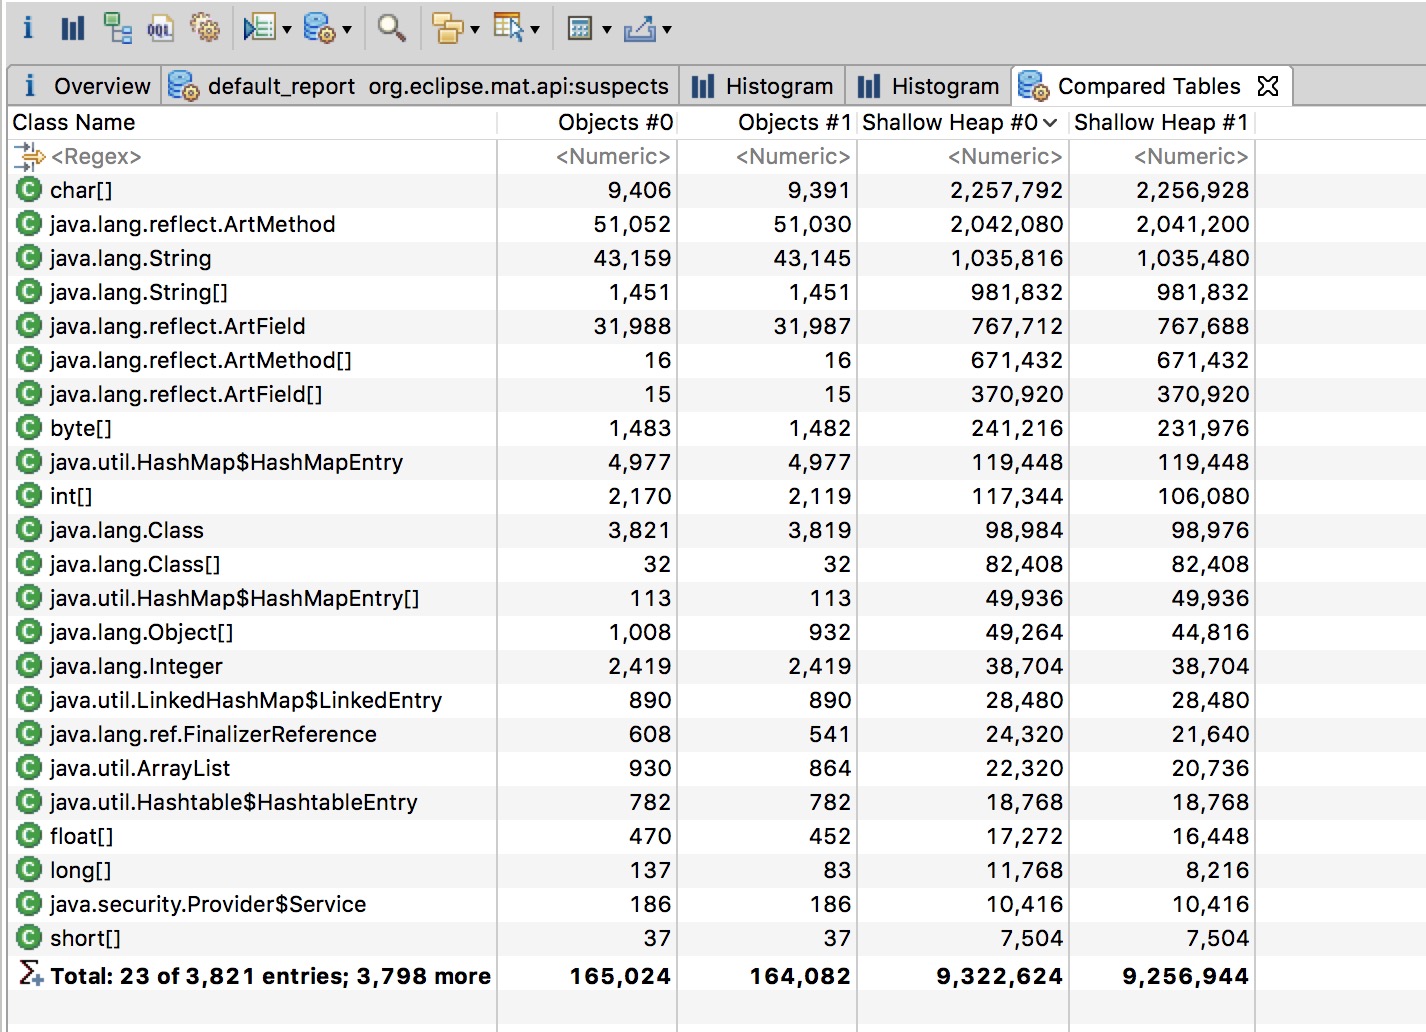 i OQL
i Overview default_report org.eclipse.mat.api:suspects Histogram Histogram Compared Tables
Class Name Objects #0 Objects #1 Shallow Heap #0 Shallow Heap #1
<Regex> <Numeric> <Numeric> <Numeric> <Numeric>
C char[] 9,406 9,391 2,257,792 2,256,928
C java.lang.reflect.ArtMethod 51,052 51,030 2,042,080 2,041,200
C java.lang.String 43,159 43,145 1,035,816 1,035,480
C java.lang.String[] 1,451 1,451 981,832 981,832
C java.lang.reflect.ArtField 31,988 31,987 767,712 767,688
C java.lang.reflect.ArtMethod[] 16 16 671,432 671,432
C java.lang.reflect.ArtField[] 15 15 370,920 370,920
C byte[] 1,483 1,482 241,216 231,976
C java.util.HashMap$HashMapEntry 4,977 4,977 119,448 119,448
C int[] 2,170 2,119 117,344 106,080
C java.lang.Class 3,821 3,819 98,984 98,976
C java.lang.Class[] 32 32 82,408 82,408
C java.util.HashMap$HashMapEntry[] 113 113 49,936 49,936
C java.lang.Object[] 1,008 932 49,264 44,816
C java.lang.Integer 2,419 2,419 38,704 38,704
C java.util.LinkedHashMap$LinkedEntry 890 890 28,480 28,480
C java.lang.ref.FinalizerReference 608 541 24,320 21,640
C java.util.ArrayList 930 864 22,320 20,736
C java.util.Hashtable$HashtableEntry 782 782 18,768 18,768
C float[] 470 452 17,272 16,448
C long[] 137 83 11,768 8,216
C java.security.Provider$Service 186 186 10,416 10,416
C short[] 37 37 7,504 7,504
Σ+ Total: 23 of 3,821 entries; 3,798 more 165,024 164,082 9,322,624 9,256,944